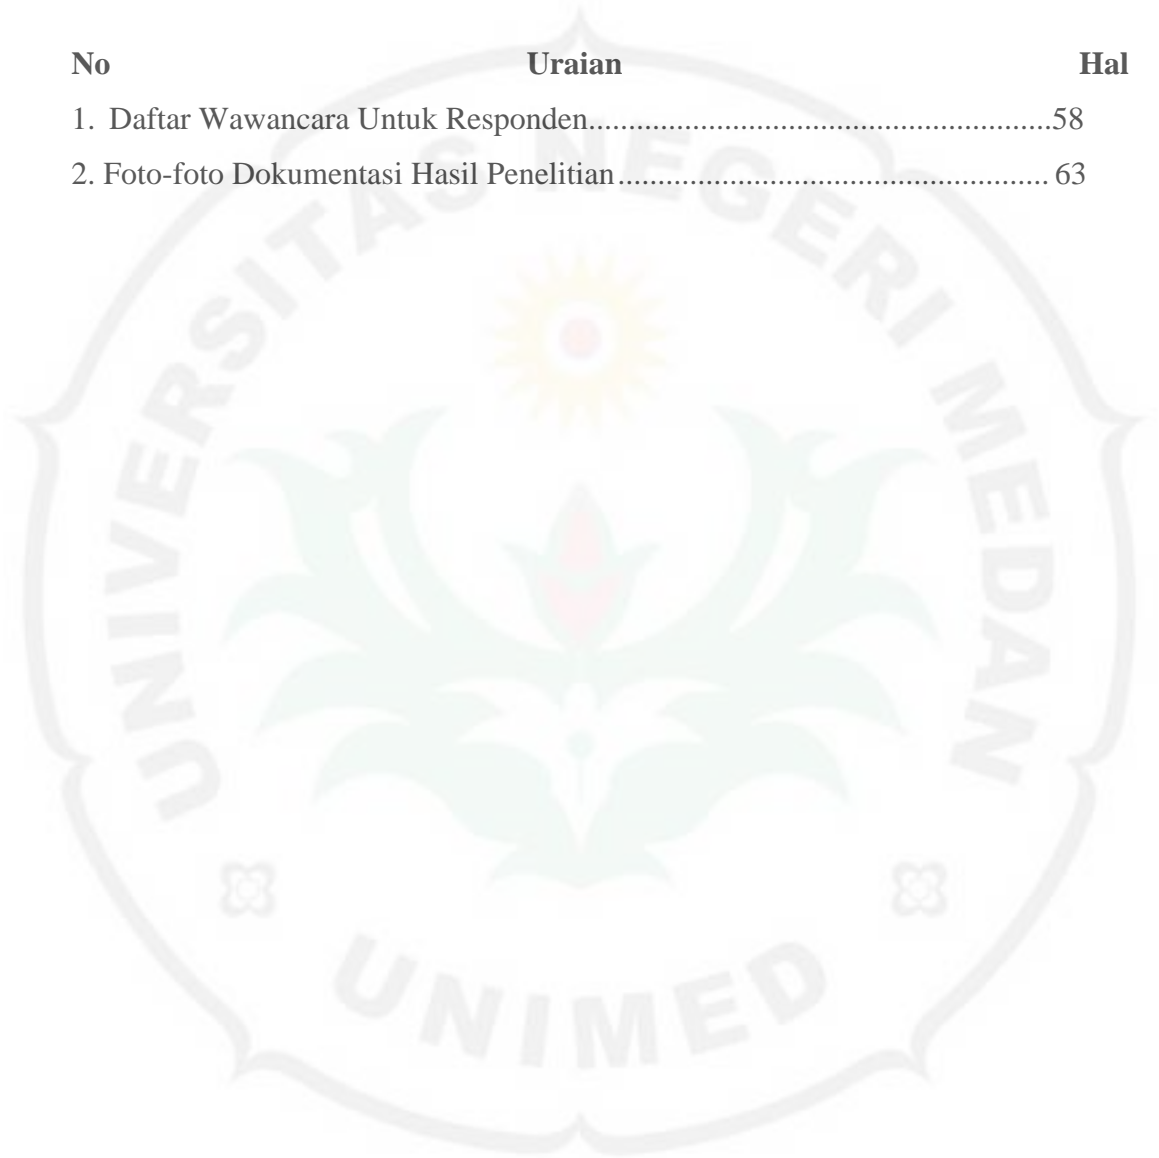 No Uraian Hal
1. Daftar Wawancara Untuk Responden....................................................58
2. Foto-foto Dokumentasi Hasil Penelitian................................................ 63
UNIVERSITAS NEGERI MEDAN
UNIMED